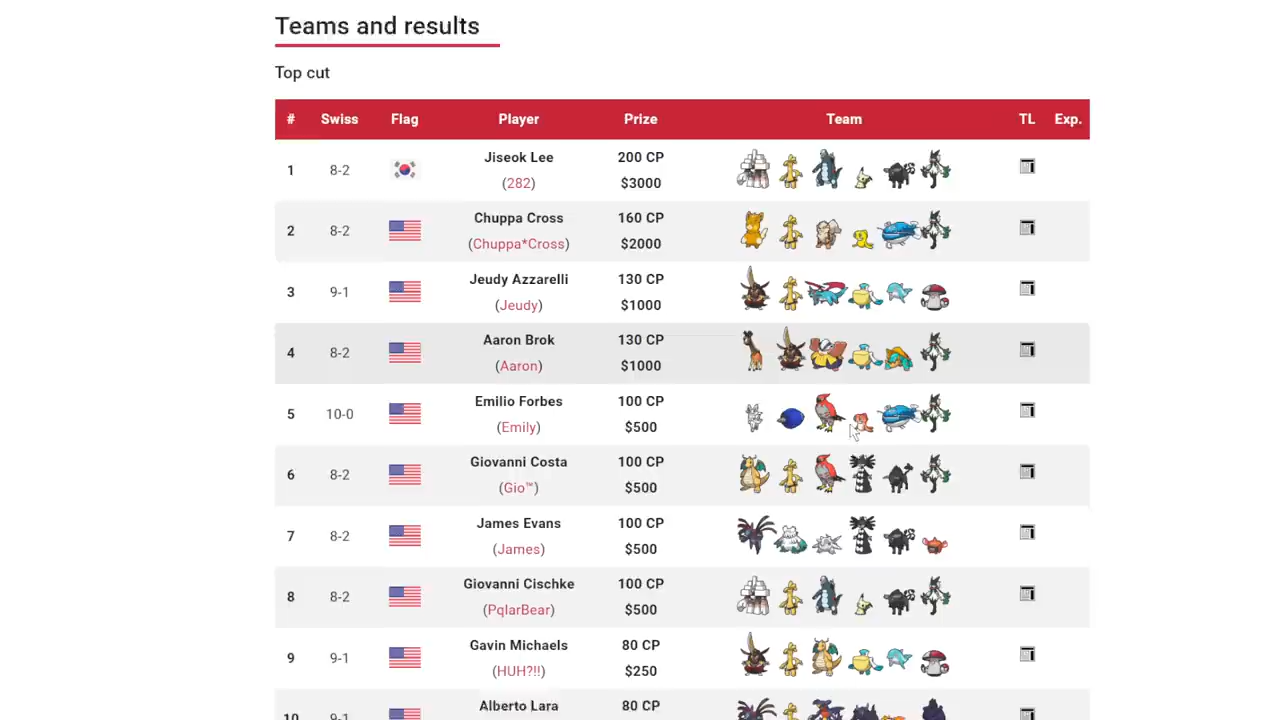 Teams and results
Top cut
# Swiss Flag Player Prize Team TL Exp.
1 8-2 Jiseok Lee (282) 200 CP $3000
2 8-2 Chuppa Cross (Chuppa*Cross) 160 CP $2000
3 9-1 Jeudy Azzarelli (Jeudy) 130 CP $1000
4 8-2 Aaron Brok (Aaron) 130 CP $1000
5 10-0 Emilio Forbes (Emily) 100 CP $500
6 8-2 Giovanni Costa (Gio™) 100 CP $500
7 8-2 James Evans (James) 100 CP $500
8 8-2 Giovanni Cischke (PqlarBear) 100 CP $500
9 9-1 Gavin Michaels (HUH?!!) 80 CP $250
10 9-1 Alberto Lara 80 CP